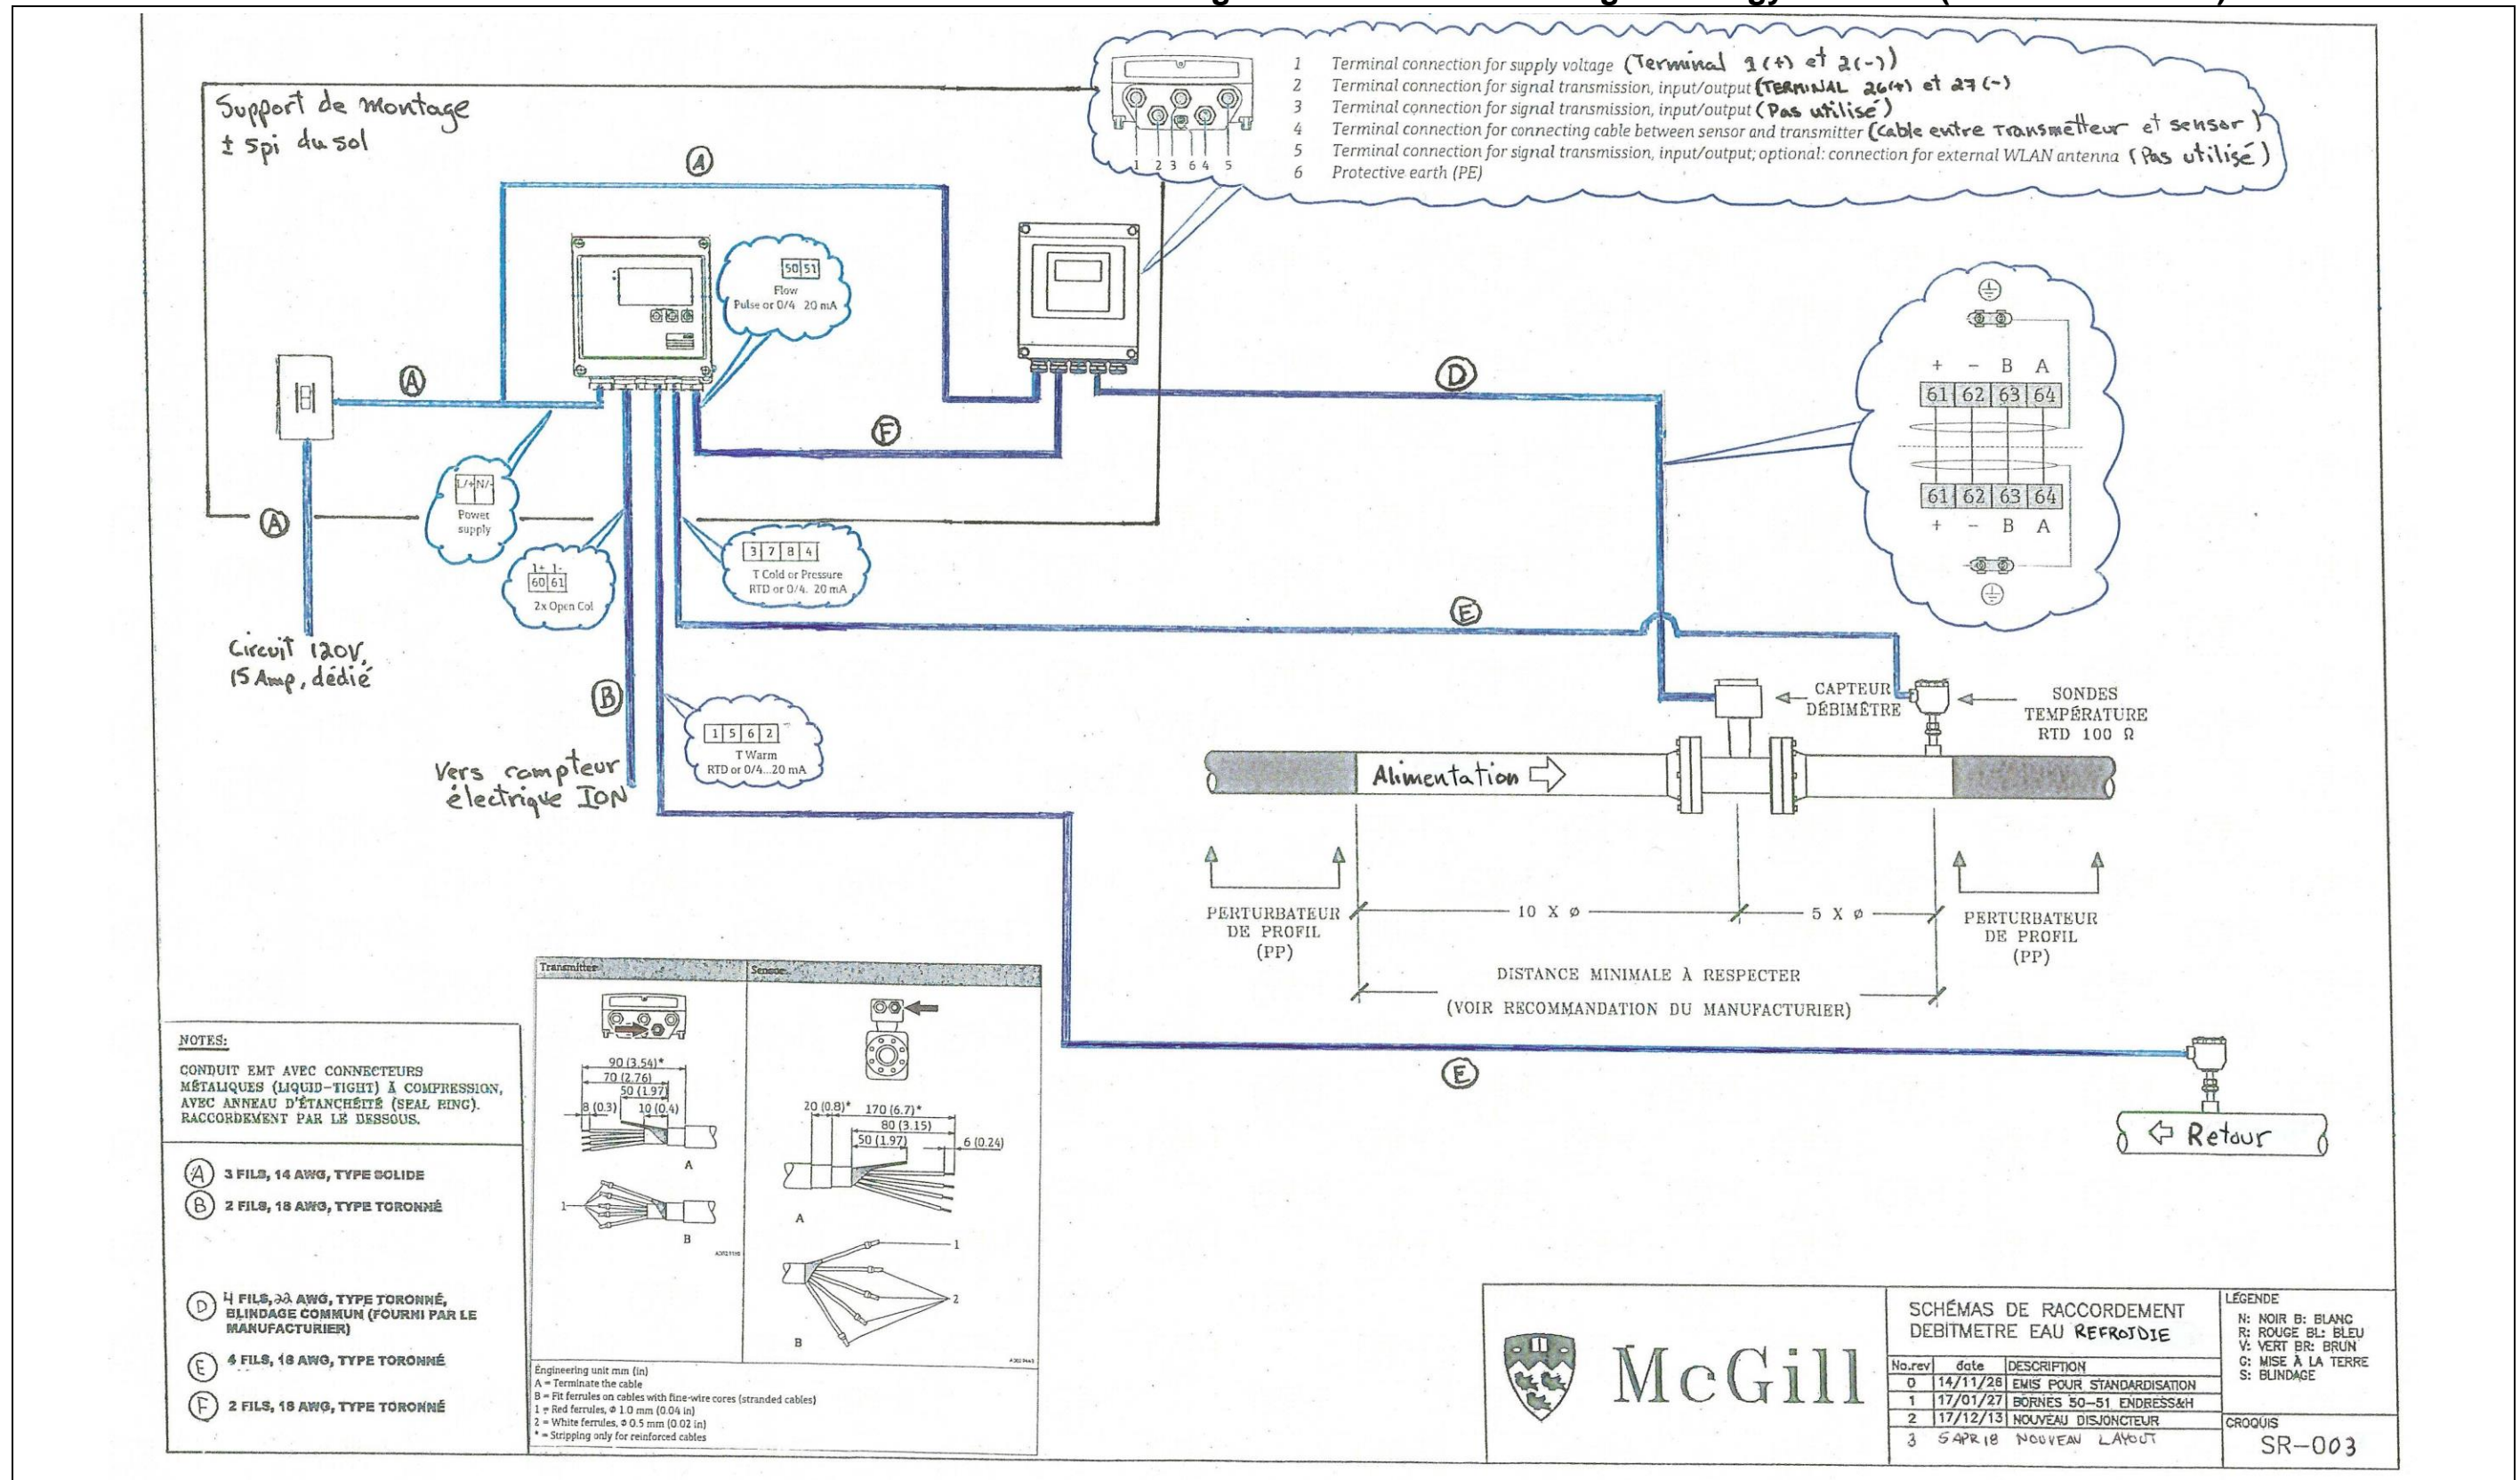 1 Terminal connection for supply voltage (Terminal 1(+) et 2(-))
2 Terminal connection for signal transmission, input/output (TERMINAL 26(+) et 27(-)
3 Terminal connection for signal transmission, input/output (Pas utilisé)
4 Terminal connection for connecting cable between sensor and transmitter (Cable entre Transmetteur et sensor)
5 Terminal connection for signal transmission, input/output; optional: connection for external WLAN antenna (Pas utilisé)
6 Protective earth (PE)
1 2 3 6 4 5
Support de montage
± 5pi du sol
A
50 51
Flow
Pulse or 0/4 20 mA
A
D
F
+ - B A
61 62 63 64
61 62 63 64
+ - B A
L/+ N/-
Power
supply
A
1+ 1-
60 61
2x Open Col
3 7 8 4
T Cold or Pressure
RTD or 0/4. 20 mA
E
Circuit 120V,
15 Amp, dédié
B
1 5 6 2
T Warm
RTD or 0/4...20 mA
Vers compteur
électrique ION
CAPTEUR
DÉBIMÊTRE
SONDES
TEMPÉRATURE
RTD 100 Ω
Alimentation
10 X ø
5 X ø
PERTURBATEUR
DE PROFIL
(PP)
PERTURBATEUR
DE PROFIL
(PP)
DISTANCE MINIMALE À RESPECTER
(VOIR RECOMMANDATION DU MANUFACTURIER)
E
Retour
NOTES:
CONDUIT EMT AVEC CONNECTEURS
MÉTALIQUES (LIQUID-TIGHT) À COMPRESSION,
AVEC ANNEAU D'ÉTANCHÉITÉ (SEAL RING).
RACCORDEMENT PAR LE DESSOUS.
A 3 FILS, 14 AWG, TYPE SOLIDE
B 2 FILS, 18 AWG, TYPE TORONNÉ
D 4 FILS, 22 AWG, TYPE TORONNÉ,
BLINDAGE COMMUN (FOURNI PAR LE
MANUFACTURIER)
E 4 FILS, 18 AWG, TYPE TORONNÉ
F 2 FILS, 18 AWG, TYPE TORONNÉ
Transmitter
Sensor
90 (3.54)*
70 (2.76)
50 (1.97)
8 (0.3)
10 (0.4)
A
1
B
20 (0.8)* 170 (6.7)*
80 (3.15)
50 (1.97)
6 (0.24)
A
1
2
B
Engineering unit mm (in)
A = Terminate the cable
B = Fit ferrules on cables with fine-wire cores (stranded cables)
1 = Red ferrules, φ 1.0 mm (0.04 in)
2 = White ferrules, φ 0.5 mm (0.02 in)
* = Stripping only for reinforced cables
McGill
SCHÉMAS DE RACCORDEMENT
DEBITMETRE EAU REFROIDIE
No.rev date DESCRIPTION
0 14/11/26 EMIS POUR STANDARDISATION
1 17/01/27 BORNES 50-51 ENDRESS&H
2 17/12/13 NOUVEAU DISJONCTEUR
3 5 APR 18 NOUVEAU LAYOUT
LÉGENDE
N: NOIR B: BLANC
R: ROUGE BL: BLEU
V: VERT BR: BRUN
G: MISE À LA TERRE
S: BLINDAGE
CROQUIS
SR-003